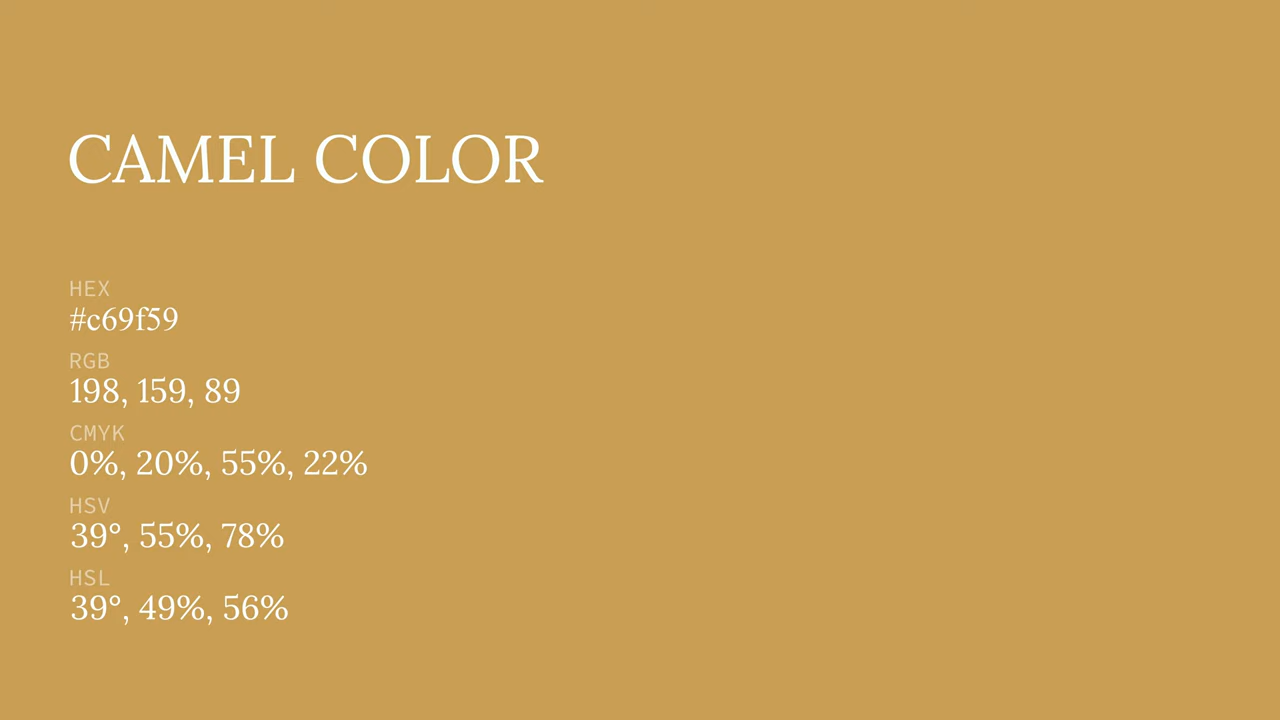 CAMEL COLOR
HEX
#c69f59
RGB
198, 159, 89
CMYK
0%, 20%, 55%, 22%
HSV
39°, 55%, 78%
HSL
39°, 49%, 56%